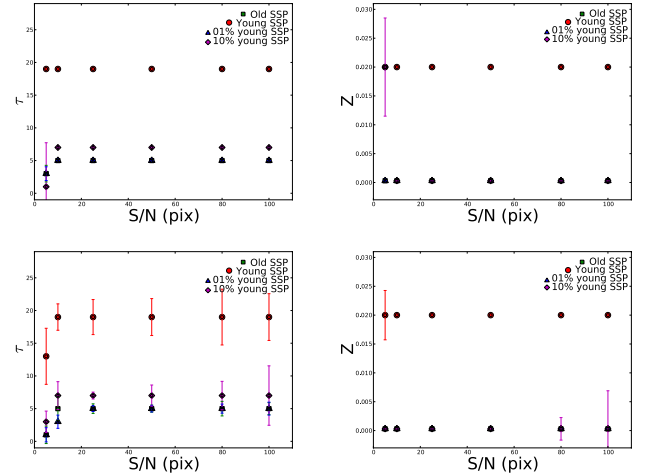 25
20
15
10
5
0
τ
0 20 40 60 80 100
S/N (pix)
Old SSP
Young SSP
01% young SSP
10% young SSP
0.030
0.025
0.020
0.015
0.010
0.005
0.000
Z
0 20 40 60 80 100
S/N (pix)
Old SSP
Young SSP
01% young SSP
10% young SSP
25
20
15
10
5
0
τ
0 20 40 60 80 100
S/N (pix)
Old SSP
Young SSP
01% young SSP
10% young SSP
0.030
0.025
0.020
0.015
0.010
0.005
0.000
Z
0 20 40 60 80 100
S/N (pix)
Old SSP
Young SSP
01% young SSP
10% young SSP